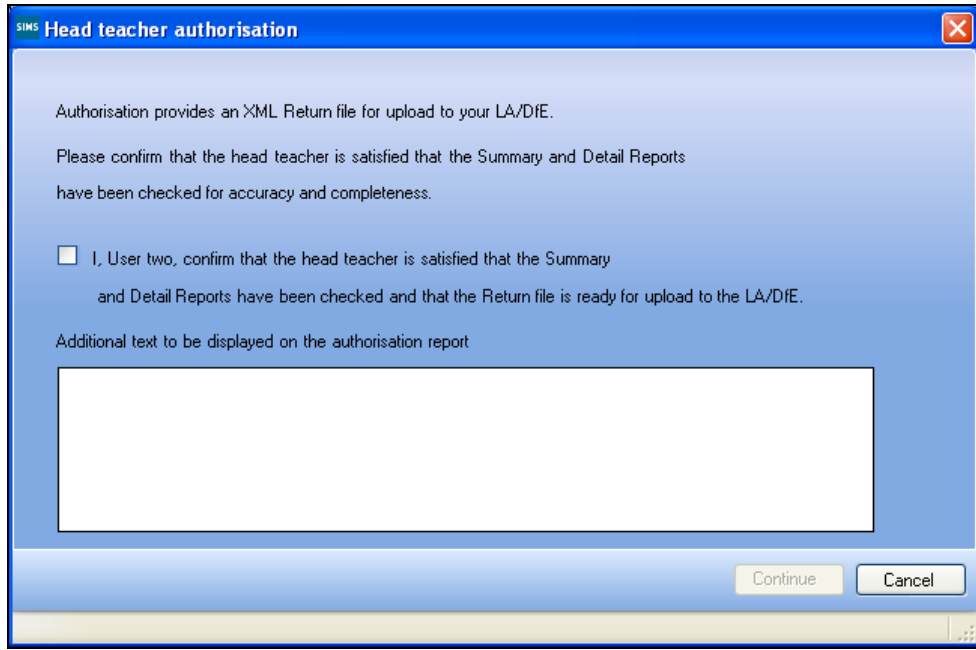 SIMS Head teacher authorisation
Authorisation provides an XML Return file for upload to your LA/DfE.
Please confirm that the head teacher is satisfied that the Summary and Detail Reports
have been checked for accuracy and completeness.
I, User two, confirm that the head teacher is satisfied that the Summary
and Detail Reports have been checked and that the Return file is ready for upload to the LA/DfE.
Additional text to be displayed on the authorisation report
Continue Cancel